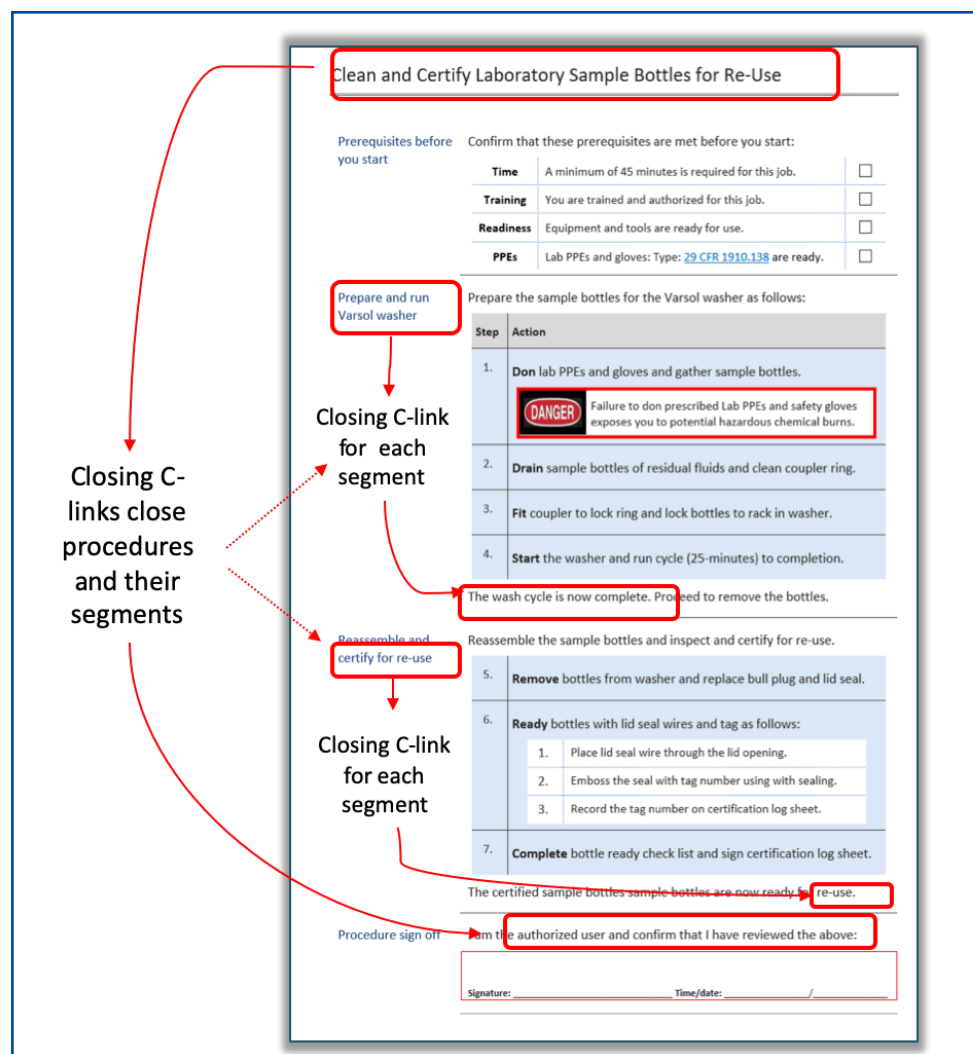 Clean and Certify Laboratory Sample Bottles for Re-Use
Prerequisites before
you start
Confirm that these prerequisites are met before you start:
Time A minimum of 45 minutes is required for this job.
Training You are trained and authorized for this job.
Readiness Equipment and tools are ready for use.
PPEs Lab PPEs and gloves: Type: 29 CFR 1910.138 are ready.
Prepare and run
Varsol washer
Prepare the sample bottles for the Varsol washer as follows:
Step Action
1. Don lab PPEs and gloves and gather sample bottles.
DANGER
Failure to don prescribed Lab PPEs and safety gloves
exposes you to potential hazardous chemical burns.
2. Drain sample bottles of residual fluids and clean coupler ring.
3. Fit coupler to lock ring and lock bottles to rack in washer.
4. Start the washer and run cycle (25-minutes) to completion.
The wash cycle is now complete. Proceed to remove the bottles.
Closing C-link
for each
segment
Closing C-
links close
procedures
and their
segments
Reassemble and
certify for re-use
Reassemble the sample bottles and inspect and certify for re-use.
5. Remove bottles from washer and replace bull plug and lid seal.
6. Ready bottles with lid seal wires and tag as follows:
1. Place lid seal wire through the lid opening.
2. Emboss the seal with tag number using with sealing.
3. Record the tag number on certification log sheet.
7. Complete bottle ready check list and sign certification log sheet.
The certified sample bottles sample bottles are now ready for re-use.
Closing C-link
for each
segment
Procedure sign off
I am the authorized user and confirm that I have reviewed the above:
Signature: Time/date: /